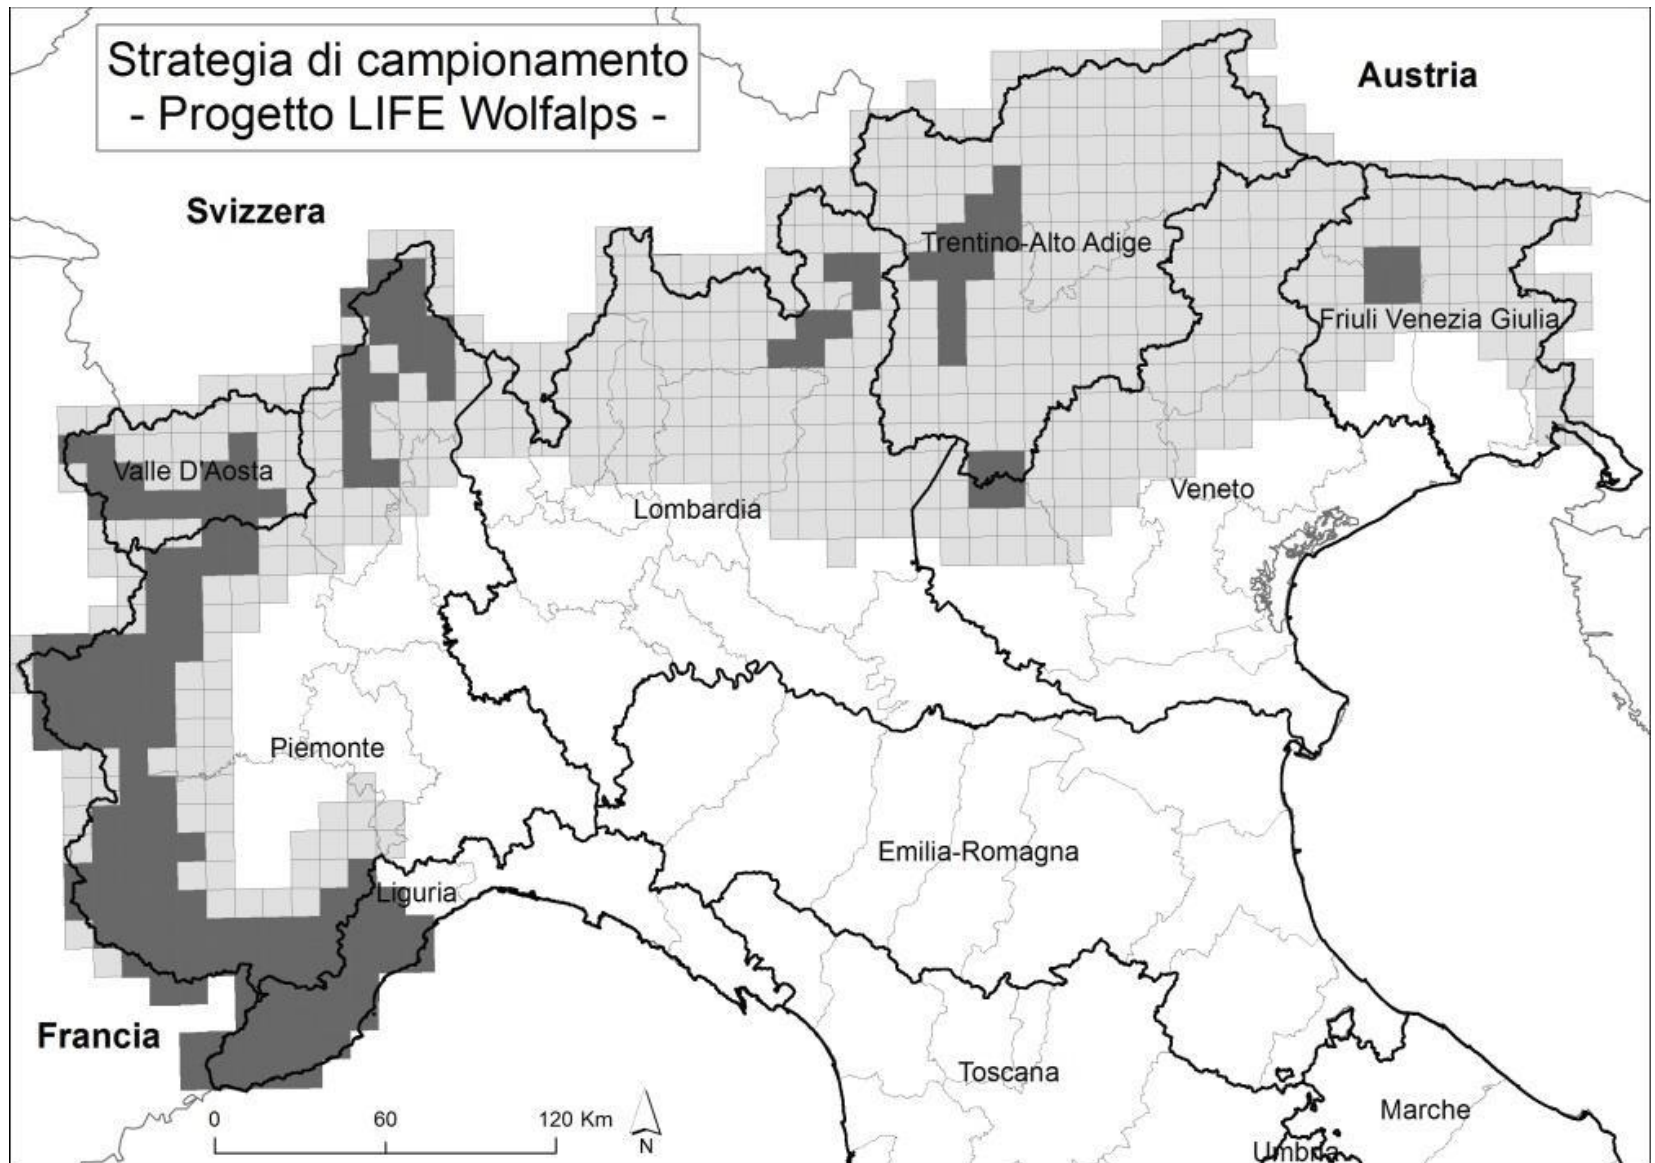 Strategia di campionamento
- Progetto LIFE Wolfalps -
Austria
Svizzera
Trentino-Alto Adige
Friuli Venezia Giulia
Valle D'Aosta
Lombardia
Veneto
Piemonte
Emilia-Romagna
Liguria
Francia
Toscana
Marche
Umbria
0 60 120 Km
N